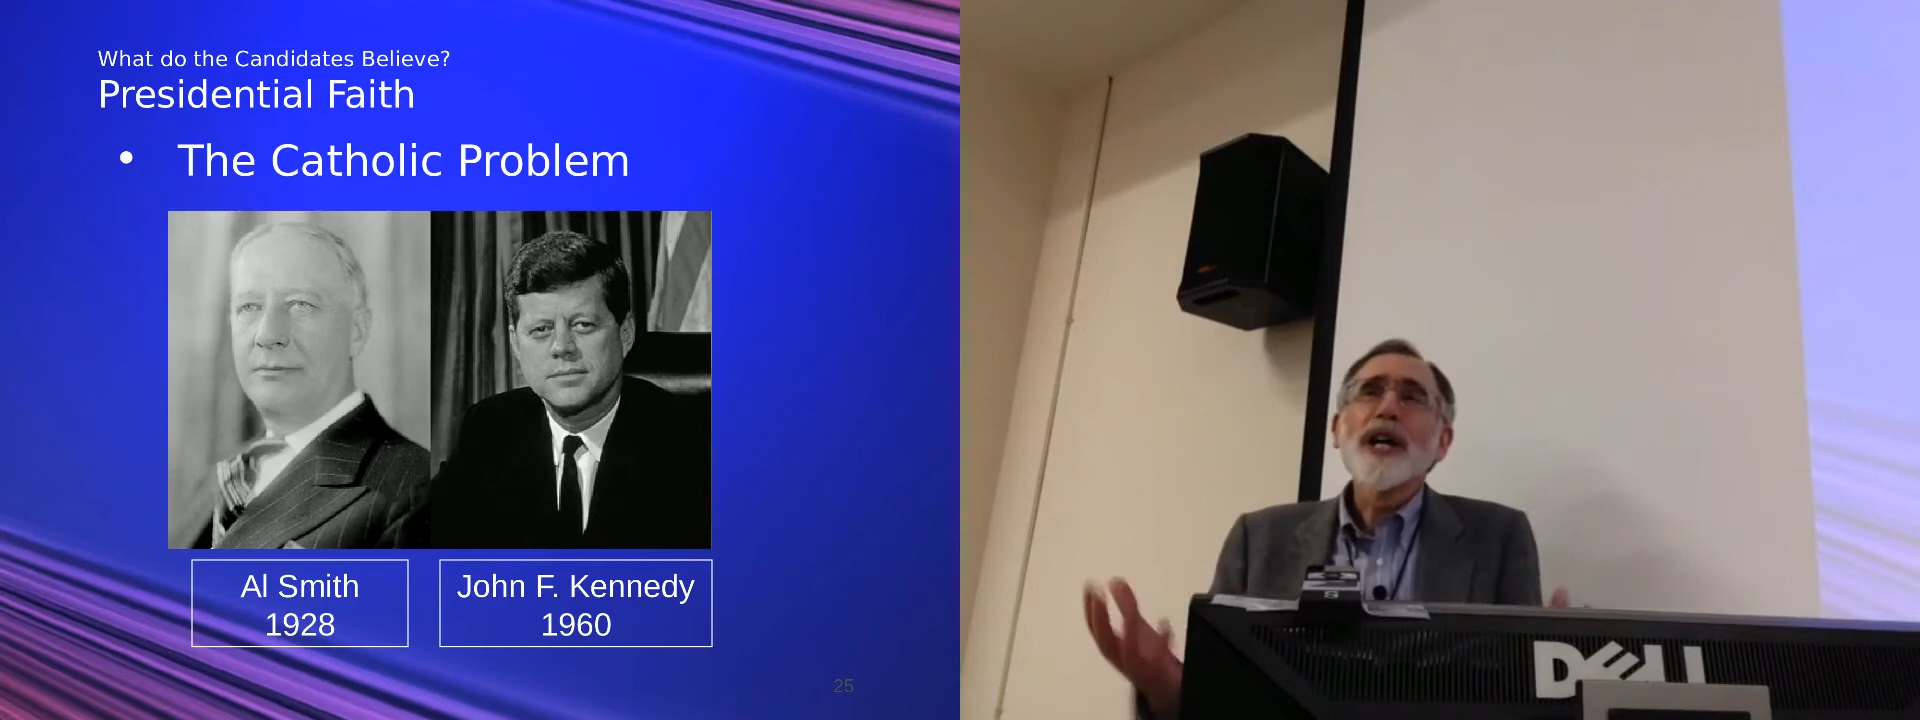 What do the Candidates Believe?
Presidential Faith
• The Catholic Problem
Al Smith
1928
John F. Kennedy
1960
25
DELL